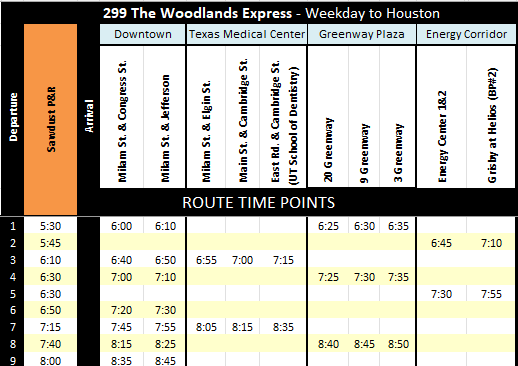 299 The Woodlands Express - Weekday to Houston
Downtown Texas Medical Center Greenway Plaza Energy Corridor
Departure
Sawdust P&R
Arrival
Milam St. & Congress St.
Milam St. & Jefferson
Milam St. & Elgin St.
Main St. & Cambridge St.
East Rd. & Cambridge St.
(UT School of Dentistry)
20 Greenway
9 Greenway
3 Greenway
Energy Center 1&2
Grisby at Helios (BP#2)
ROUTE TIME POINTS
1 5:30 6:00 6:10 6:25 6:30 6:35
2 5:45 6:45 7:10
3 6:10 6:40 6:50 6:55 7:00 7:15
4 6:30 7:00 7:10 7:25 7:30 7:35
5 6:30 7:30 7:55
6 6:50 7:20 7:30
7 7:15 7:45 7:55 8:05 8:15 8:35
8 7:40 8:15 8:25 8:40 8:45 8:50
9 8:00 8:35 8:45